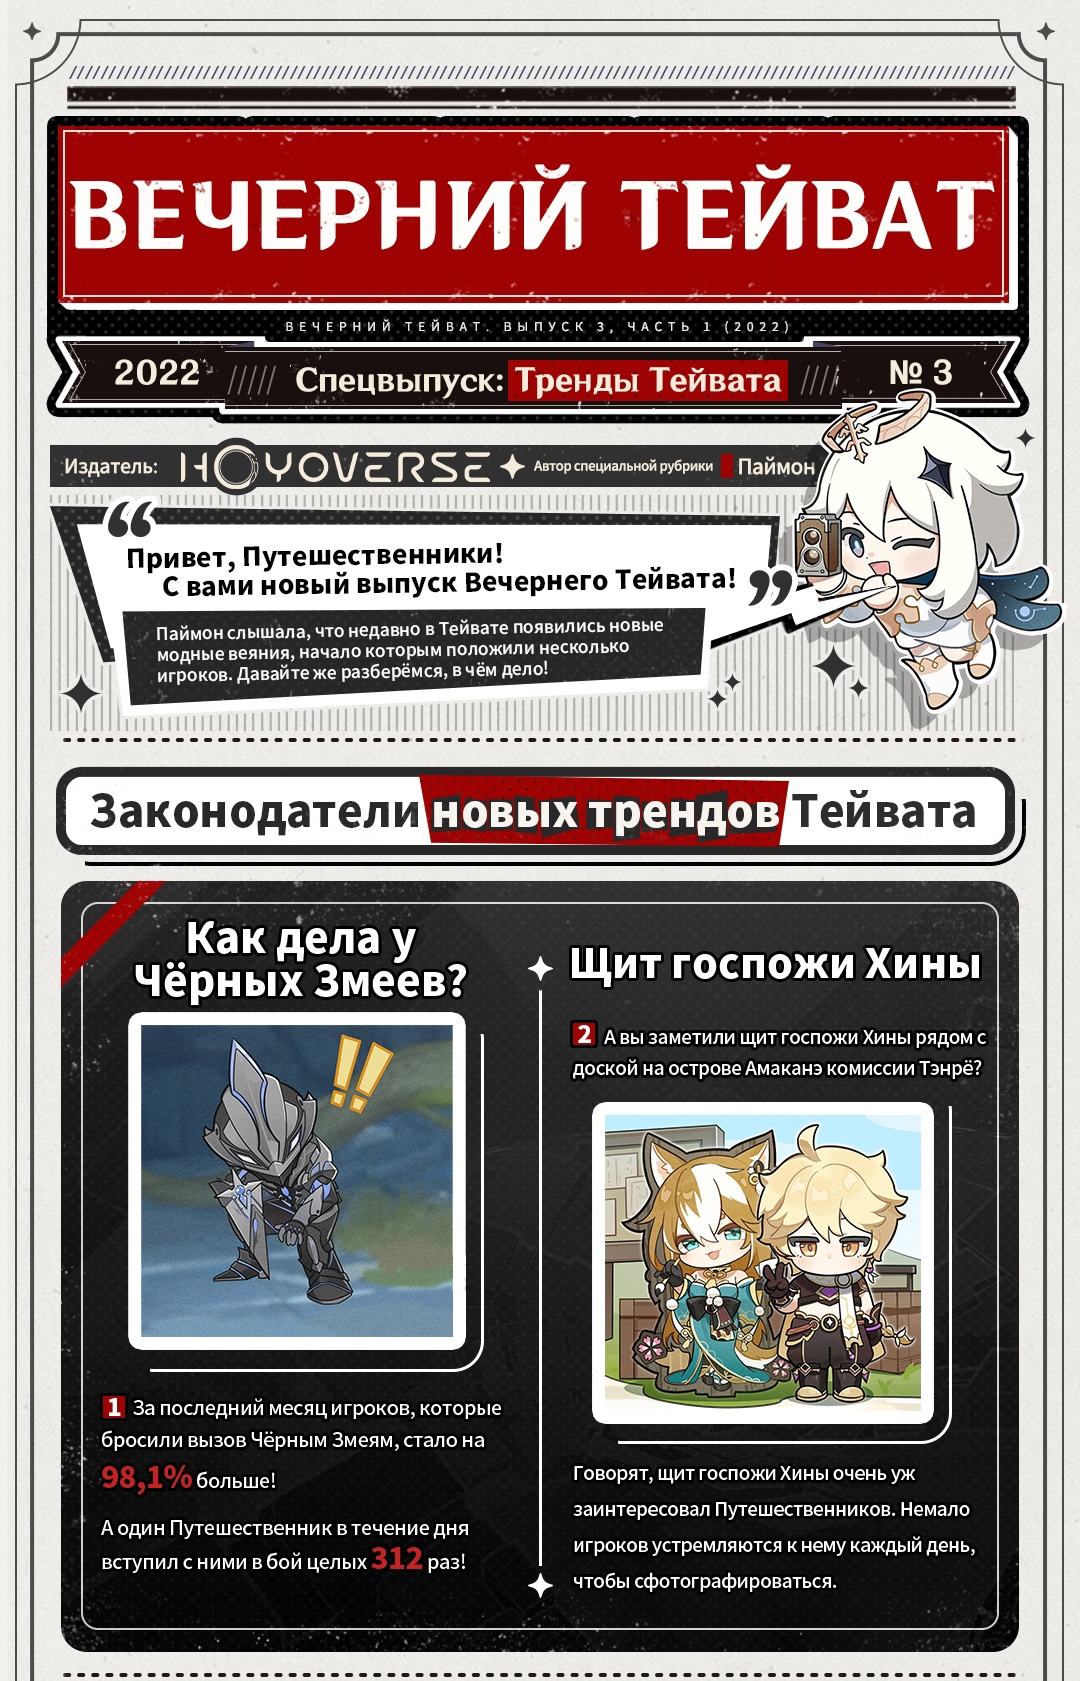 ВЕЧЕРНИЙ ТЕЙВАТ
ВЕЧЕРНИЙ ТЕЙВАТ. ВЫПУСК 3, ЧАСТЬ 1 (2022)
2022
Спецвыпуск: Тренды Тейвата
№ 3
Издатель: HOYOVERSE Автор специальной рубрики Паймон
“Привет, Путешественники!
С вами новый выпуск Вечернего Тейвата!”
Паймон слышала, что недавно в Тейвате появились новые
модные веяния, начало которым положили несколько
игроков. Давайте же разберёмся, в чём дело!
Законодатели новых трендов Тейвата
Как дела у
Чёрных Змеев?
!!
1 За последний месяц игроков, которые
бросили вызов Чёрным Змеям, стало на
98,1% больше!
А один Путешественник в течение дня
вступил с ними в бой целых 312 раз!
Щит госпожи Хины
2 А вы заметили щит госпожи Хины рядом с
доской на острове Амаканэ комиссии Тэнрё?
Говорят, щит госпожи Хины очень уж
заинтересовал Путешественников. Немало
игроков устремляются к нему каждый день,
чтобы сфотографироваться.